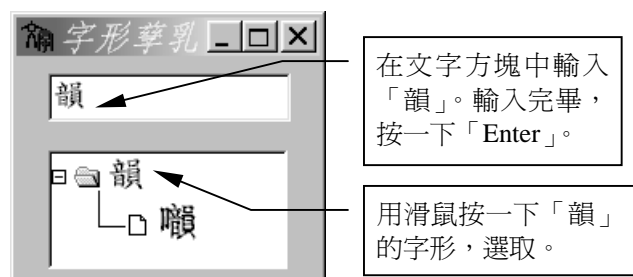 字形孳乳
韻
在文字方塊中輸入
「韻」。輸入完畢，
按一下「Enter」。
韻
用滑鼠按一下「韻」
的字形，選取。